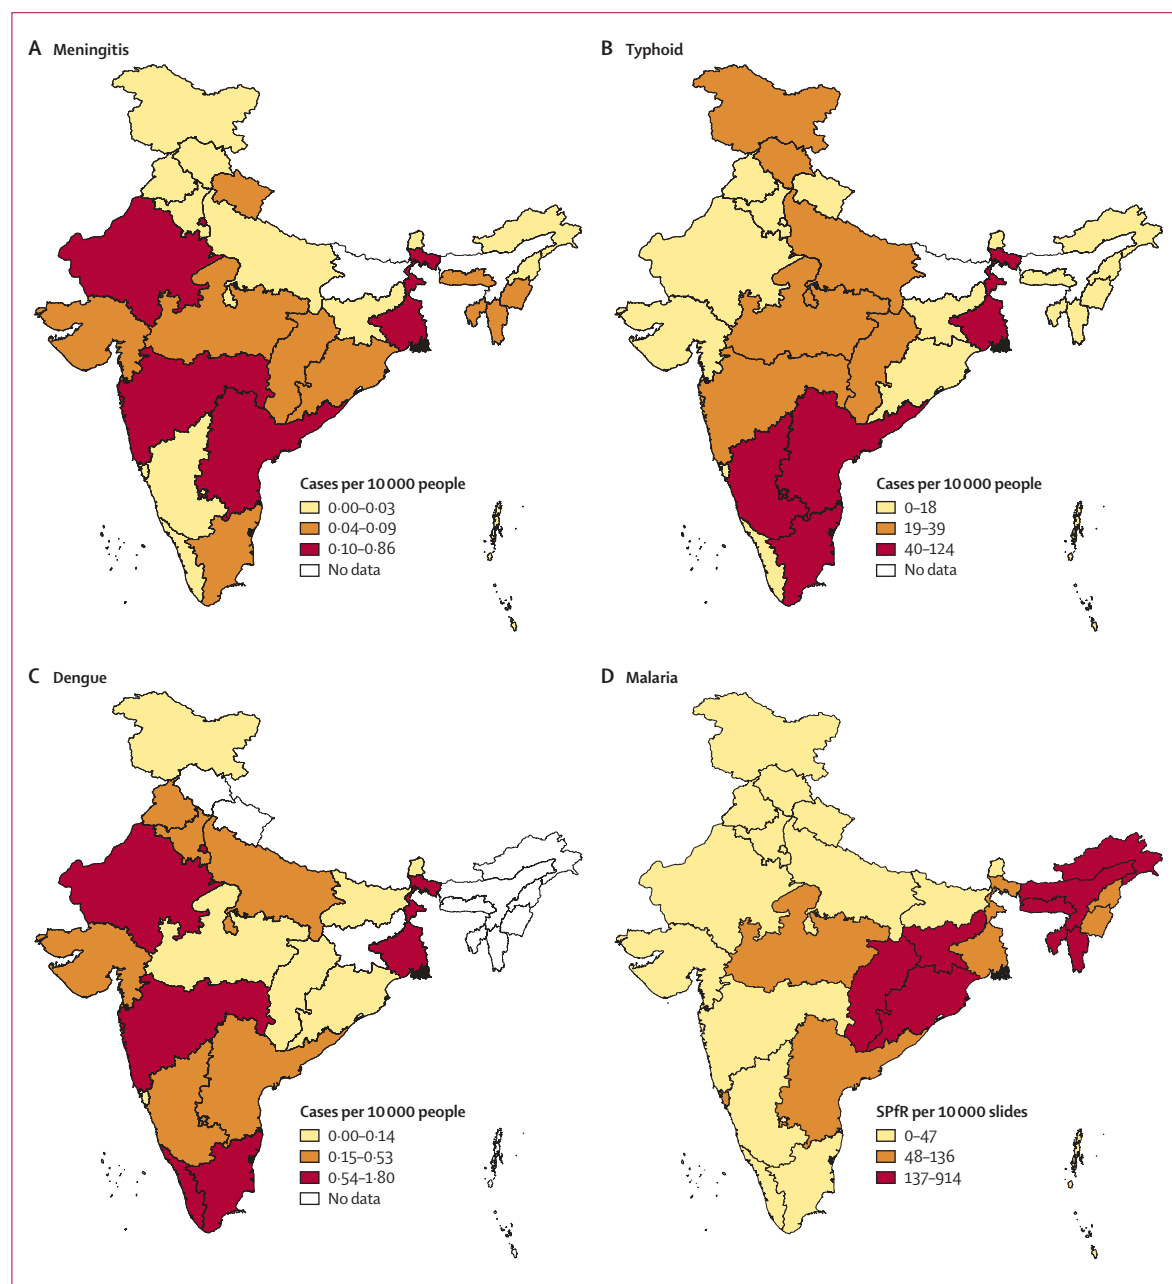 A Meningitis
Cases per 10 000 people
0·00–0·03
0·04–0·09
0·10–0·86
No data
B Typhoid
Cases per 10 000 people
0–18
19–39
40–124
No data
C Dengue
Cases per 10 000 people
0·00–0·14
0·15–0·53
0·54–1·80
No data
D Malaria
SPfR per 10 000 slides
0–47
48–136
137–914